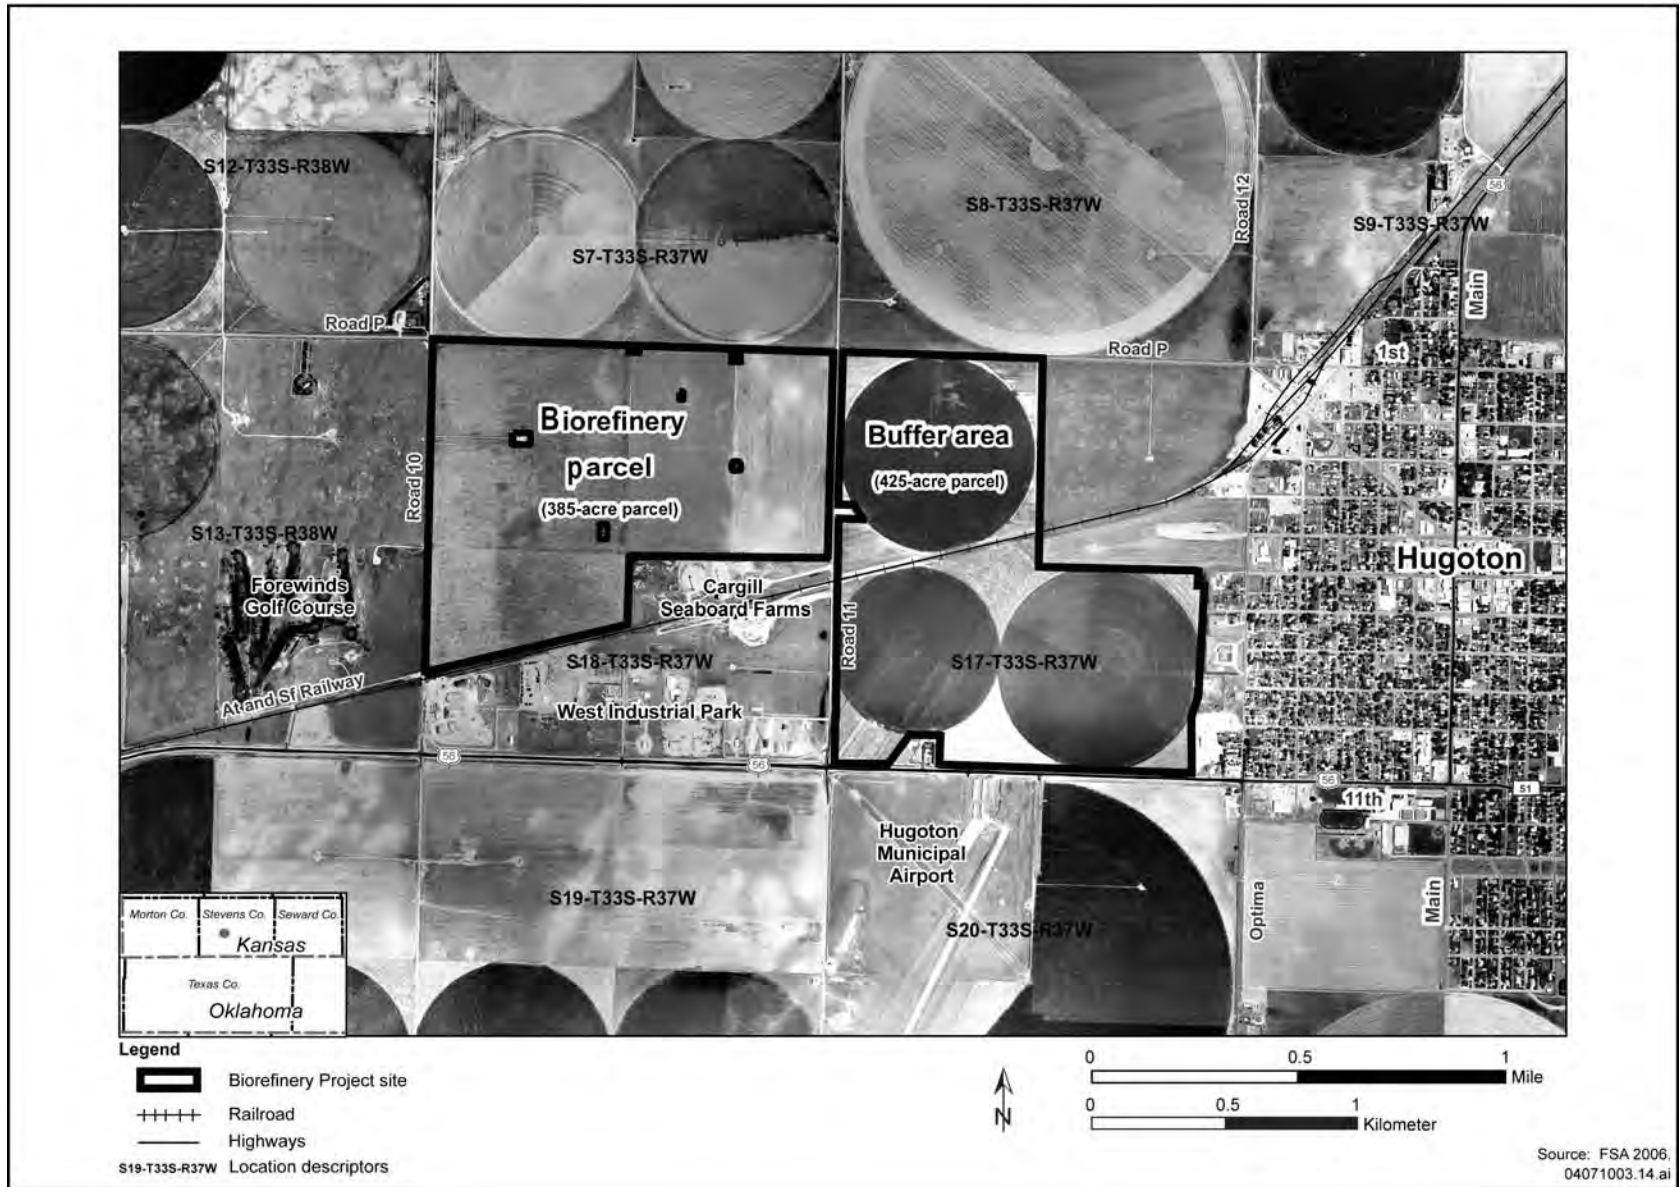 S12-T33S-R38W
S7-T33S-R37W
S8-T33S-R37W
Road 12
S9-T33S-R37W
56
Main
Road P
Road P
1st
Biorefinery
parcel
(385-acre parcel)
Buffer area
(425-acre parcel)
Road 10
S13-T33S-R38W
Forewinds
Golf Course
Cargill
Seaboard Farms
Hugoton
Road 11
S18-T33S-R37W
S17-T33S-R37W
At and Sf Railway
West Industrial Park
56
56
56
51
11th
Hugoton
Municipal
Airport
S19-T33S-R37W
S20-T33S-R37W
Optima
Main
Morton Co.
Stevens Co.
Seward Co.
Kansas
Texas Co.
Oklahoma
Legend
Biorefinery Project site
Railroad
Highways
S19-T33S-R37W Location descriptors
N
0 0.5 1
Mile
0 0.5 1
Kilometer
Source: FSA 2006.
04071003.14.ai